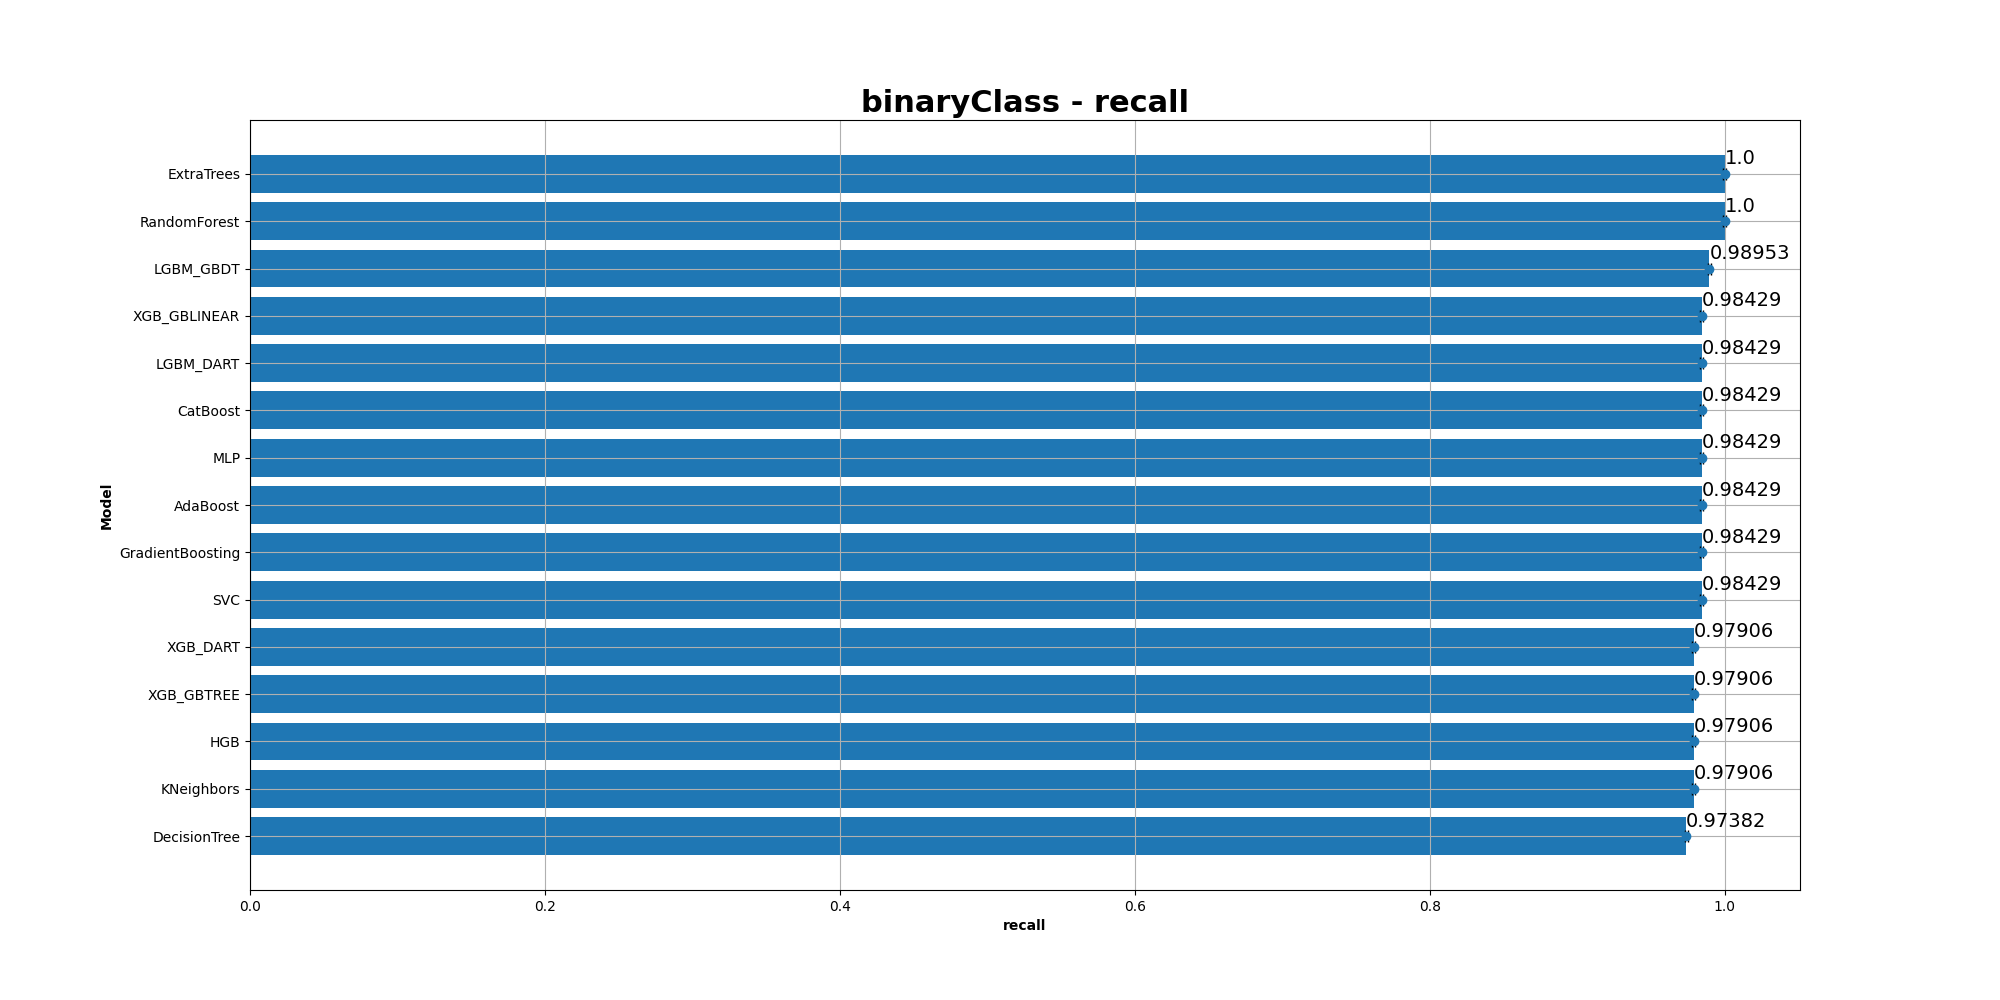 binaryClass - recall
ExtraTrees 1.0
RandomForest 1.0
LGBM_GBDT 0.98953
XGB_GBLINEAR 0.98429
LGBM_DART 0.98429
CatBoost 0.98429
MLP 0.98429
AdaBoost 0.98429
GradientBoosting 0.98429
SVC 0.98429
XGB_DART 0.97906
XGB_GBTREE 0.97906
HGB 0.97906
KNeighbors 0.97906
DecisionTree 0.97382
Model
0.0 0.2 0.4 0.6 0.8 1.0
recall